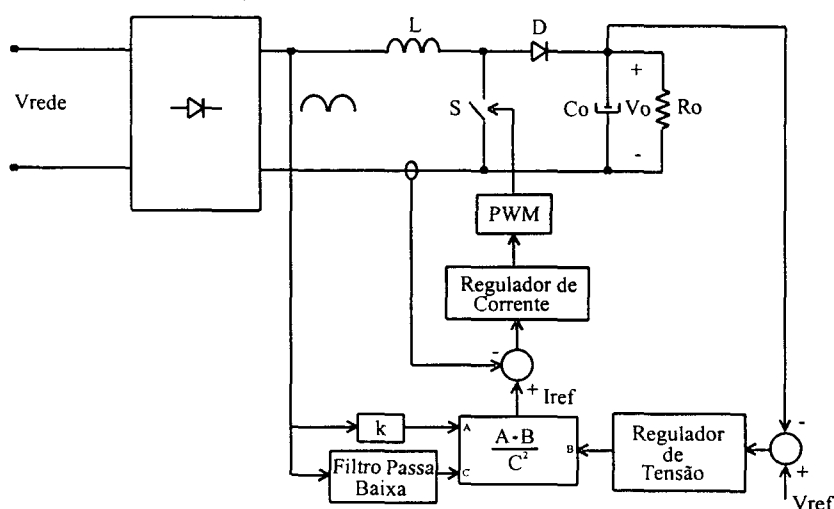 L
D
Vrede
S
Co
+
Vo
-
Ro
PWM
Regulador de
Corrente
-
+
Iref
k
A
A·B
C²
B
C
Filtro Passa
Baixa
Regulador
de
Tensão
-
+
Vref